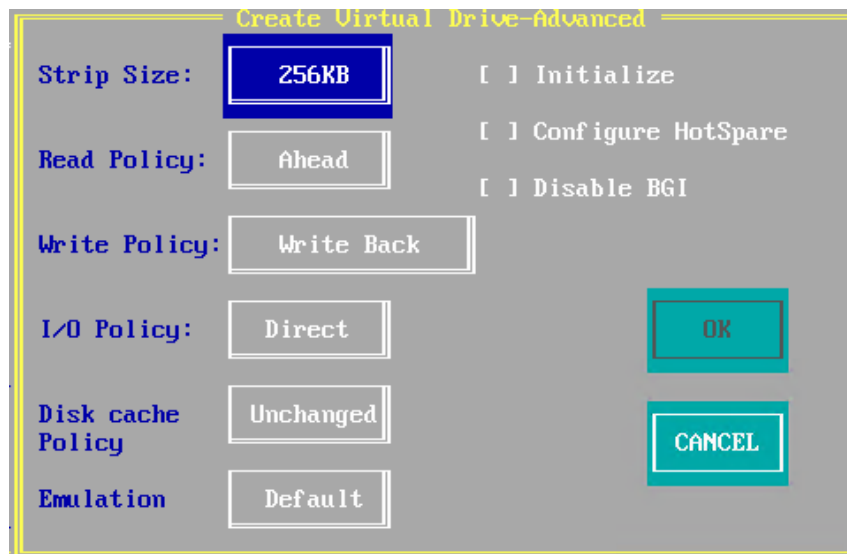 Create Virtual Drive-Advanced
Strip Size: 256KB [ ] Initialize
[ ] Configure HotSpare
Read Policy: Ahead
[ ] Disable BGI
Write Policy: Write Back
I/O Policy: Direct OK
Disk cache Policy Unchanged
CANCEL
Emulation Default